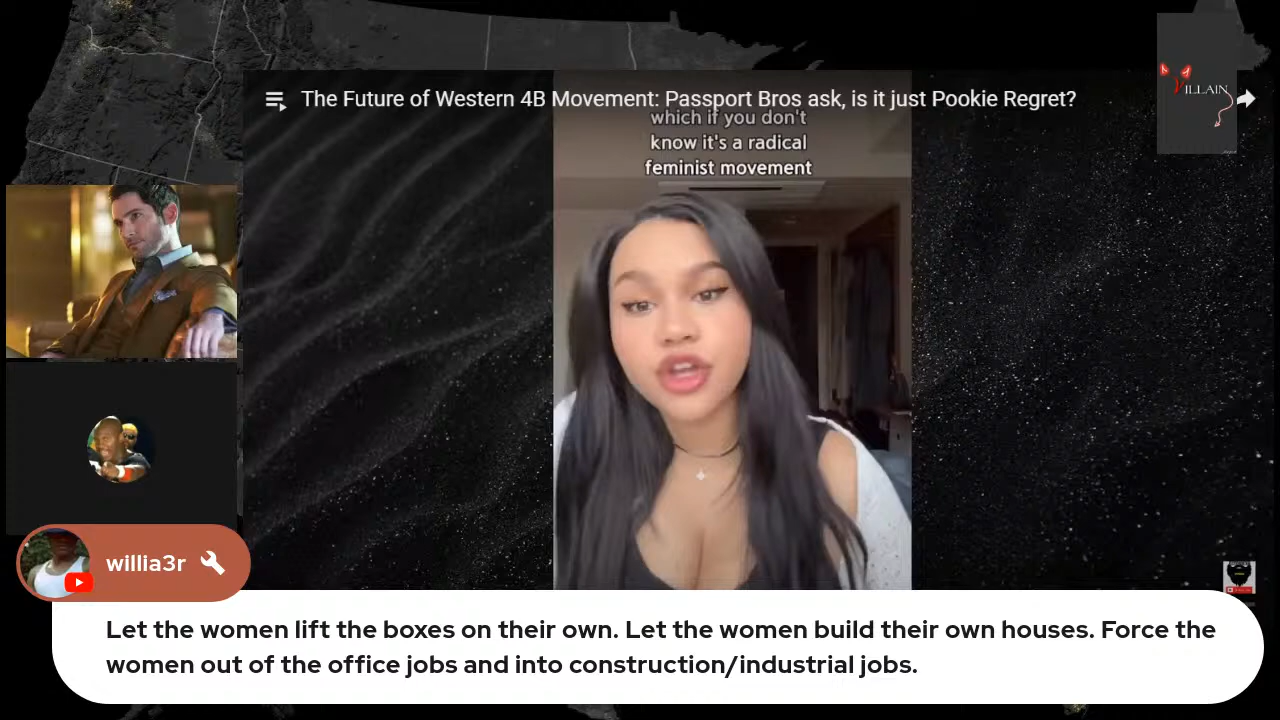 The Future of Western 4B Movement: Passport Bros ask, is it just Pookie Regret?
which if you don't
know it's a radical
feminist movement
VILLAIN
willia3r
Let the women lift the boxes on their own. Let the women build their own houses. Force the
women out of the office jobs and into construction/industrial jobs.